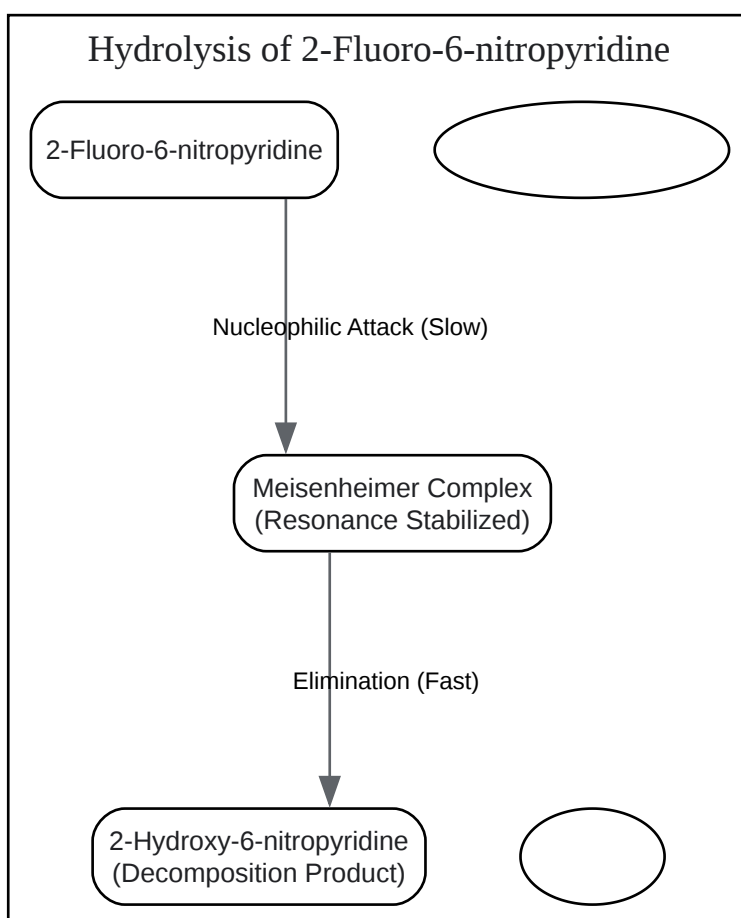 Hydrolysis of 2-Fluoro-6-nitropyridine
2-Fluoro-6-nitropyridine
Nucleophilic Attack (Slow)
Meisenheimer Complex
(Resonance Stabilized)
Elimination (Fast)
2-Hydroxy-6-nitropyridine
(Decomposition Product)